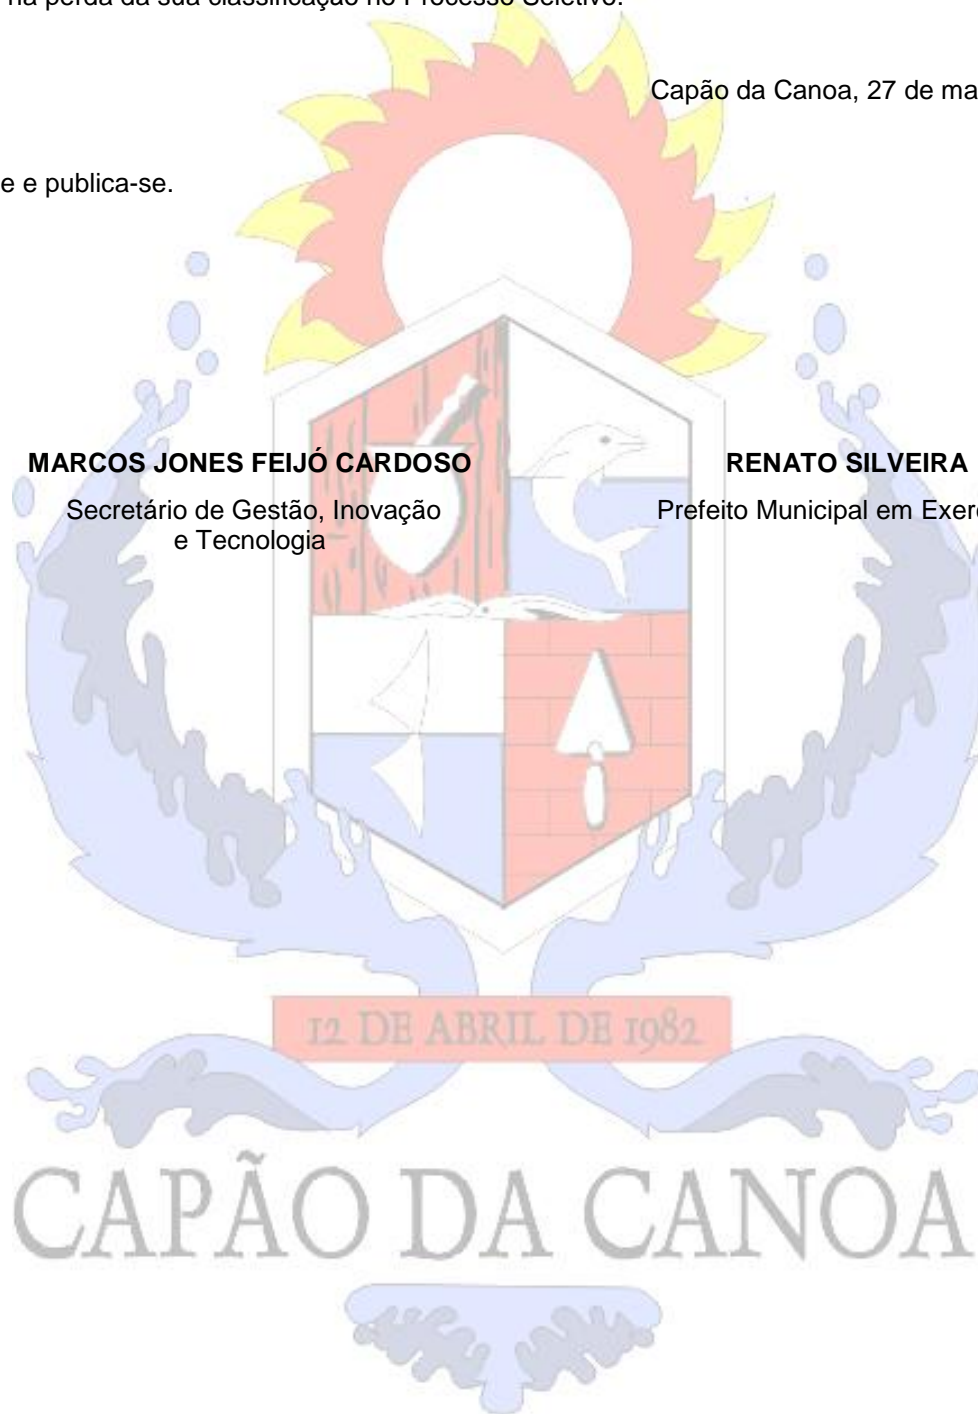 na perda da sua classificação no Processo Seletivo.
Capão da Canoa, 27 de ma
e e publica-se.
MARCOS JONES FEIJÓ CARDOSO
RENATO SILVEIRA
Secretário de Gestão, Inovação
e Tecnologia
Prefeito Municipal em Exer
12 DE ABRIL DE 1982
CAPÃO DA CANOA